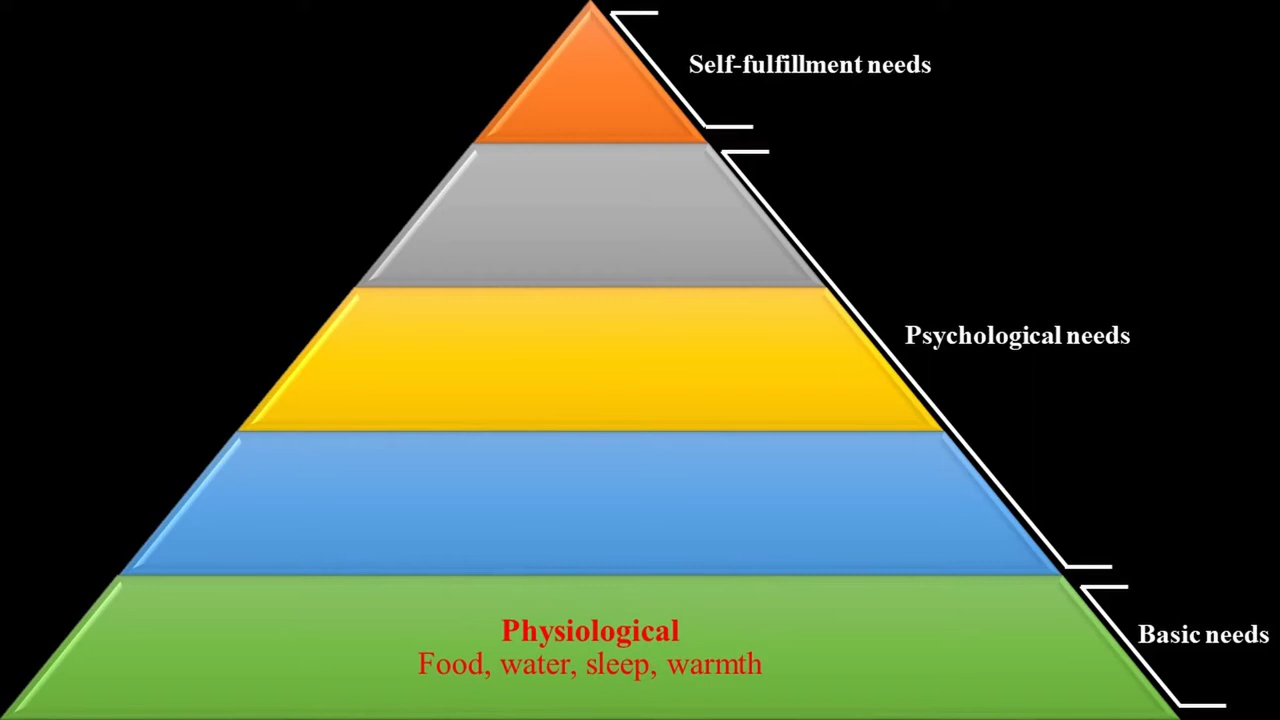 Self-fulfillment needs
Psychological needs
Physiological
Food, water, sleep, warmth
Basic needs